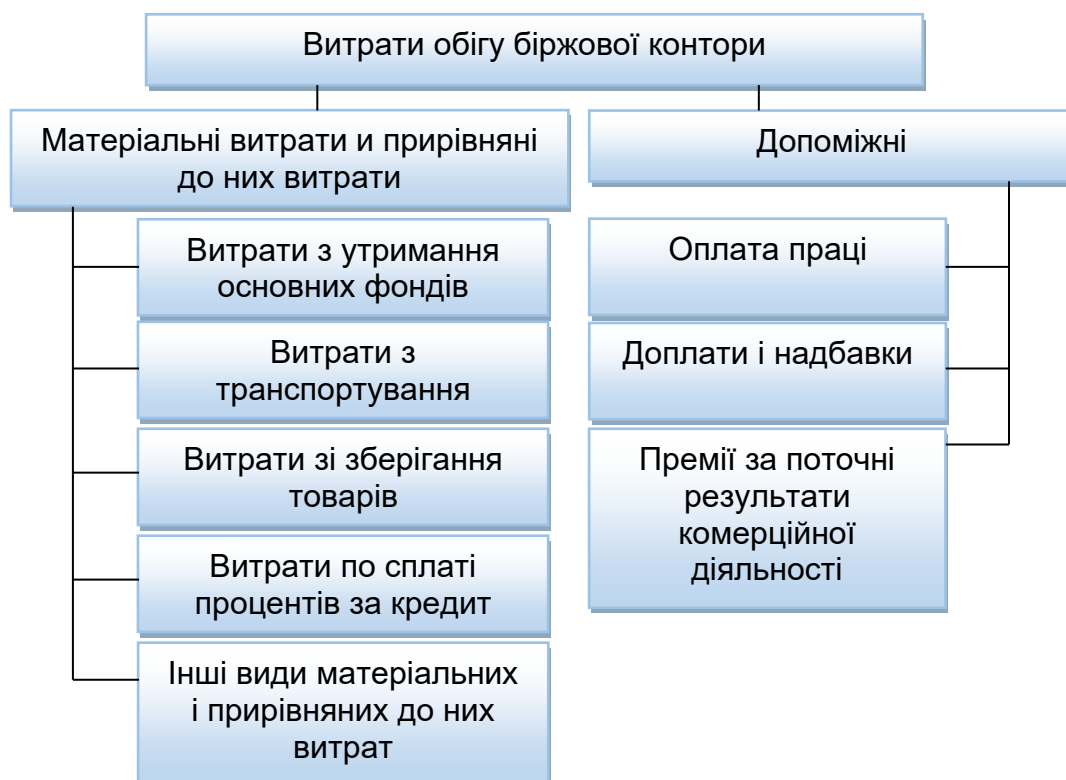 Витрати обігу біржової контори
Матеріальні витрати и прирівняні
до них витрати
Витрати з утримання
основних фондів
Витрати з
транспортування
Витрати зі зберігання
товарів
Витрати по сплаті
процентів за кредит
Інші види матеріальних
і прирівняних до них
витрат
Допоміжні
Оплата праці
Доплати і надбавки
Премії за поточні
результати
комерційної
діяльності